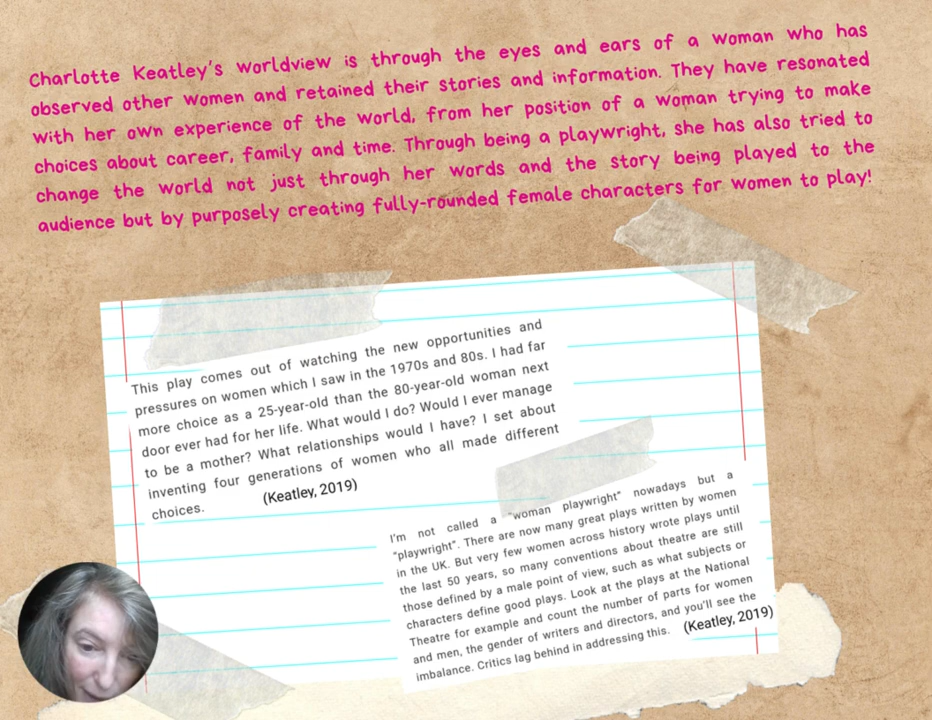 Charlotte Keatley's worldview is through the eyes and ears of a woman who has
observed other women and retained their stories and information. They have resonated
with her own experience of the world, from her position of a woman trying to make
choices about career, family and time. Through being a playwright, she has also tried to
change the world not just through her words and the story being played to the
audience but by purposely creating fully-rounded female characters for women to play!
This play comes out of watching the new opportunities and
pressures on women which I saw in the 1970s and 80s. I had far
more choice as a 25-year-old than the 80-year-old woman next
door ever had for her life. What would I do? Would I ever manage
to be a mother? What relationships would I have? I set about
inventing four generations of women who all made different
choices. (Keatley, 2019)
I'm not called a "woman playwright" nowadays but a
"playwright". There are now many great plays written by women
in the UK. But very few women across history wrote plays until
the last 50 years, so many conventions about theatre are still
those defined by a male point of view, such as what subjects or
characters define good plays. Look at the plays at the National
Theatre for example and count the number of parts for women
and men, the gender of writers and directors, and you'll see the
imbalance. Critics lag behind in addressing this. (Keatley, 2019)